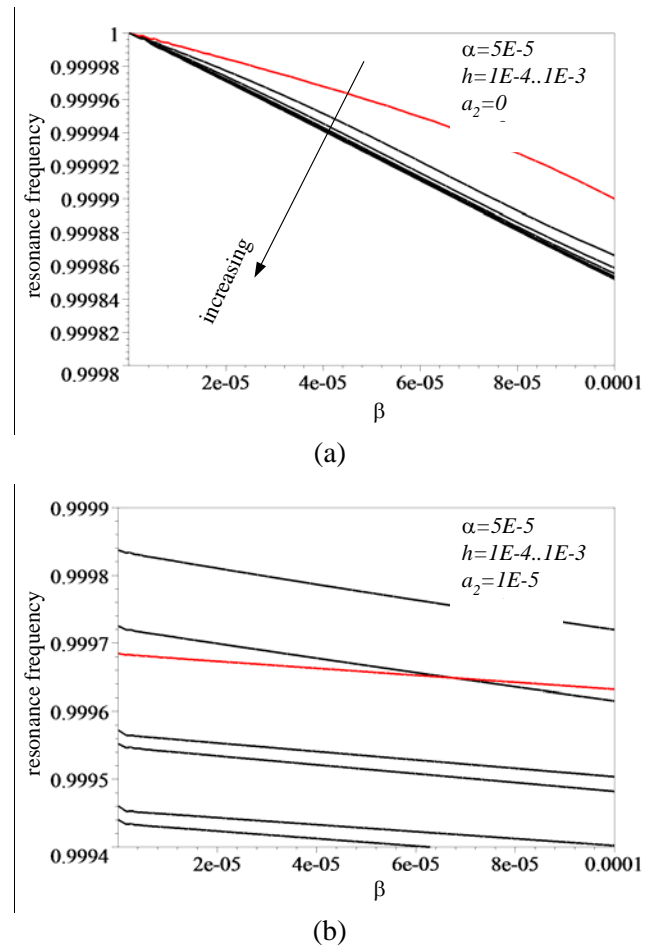 1
0.99998
0.99996
0.99994
0.99992
0.9999
0.99988
0.99986
0.99984
0.99982
0.9998
resonance frequency
α=5E-5
h=1E-4..1E-3
a₂=0
increasing
2e-05 4e-05 6e-05 8e-05 0.0001
β
(a)
0.9999
0.9998
0.9997
0.9996
0.9995
0.9994
resonance frequency
α=5E-5
h=1E-4..1E-3
a₂=1E-5
2e-05 4e-05 6e-05 8e-05 0.0001
β
(b)